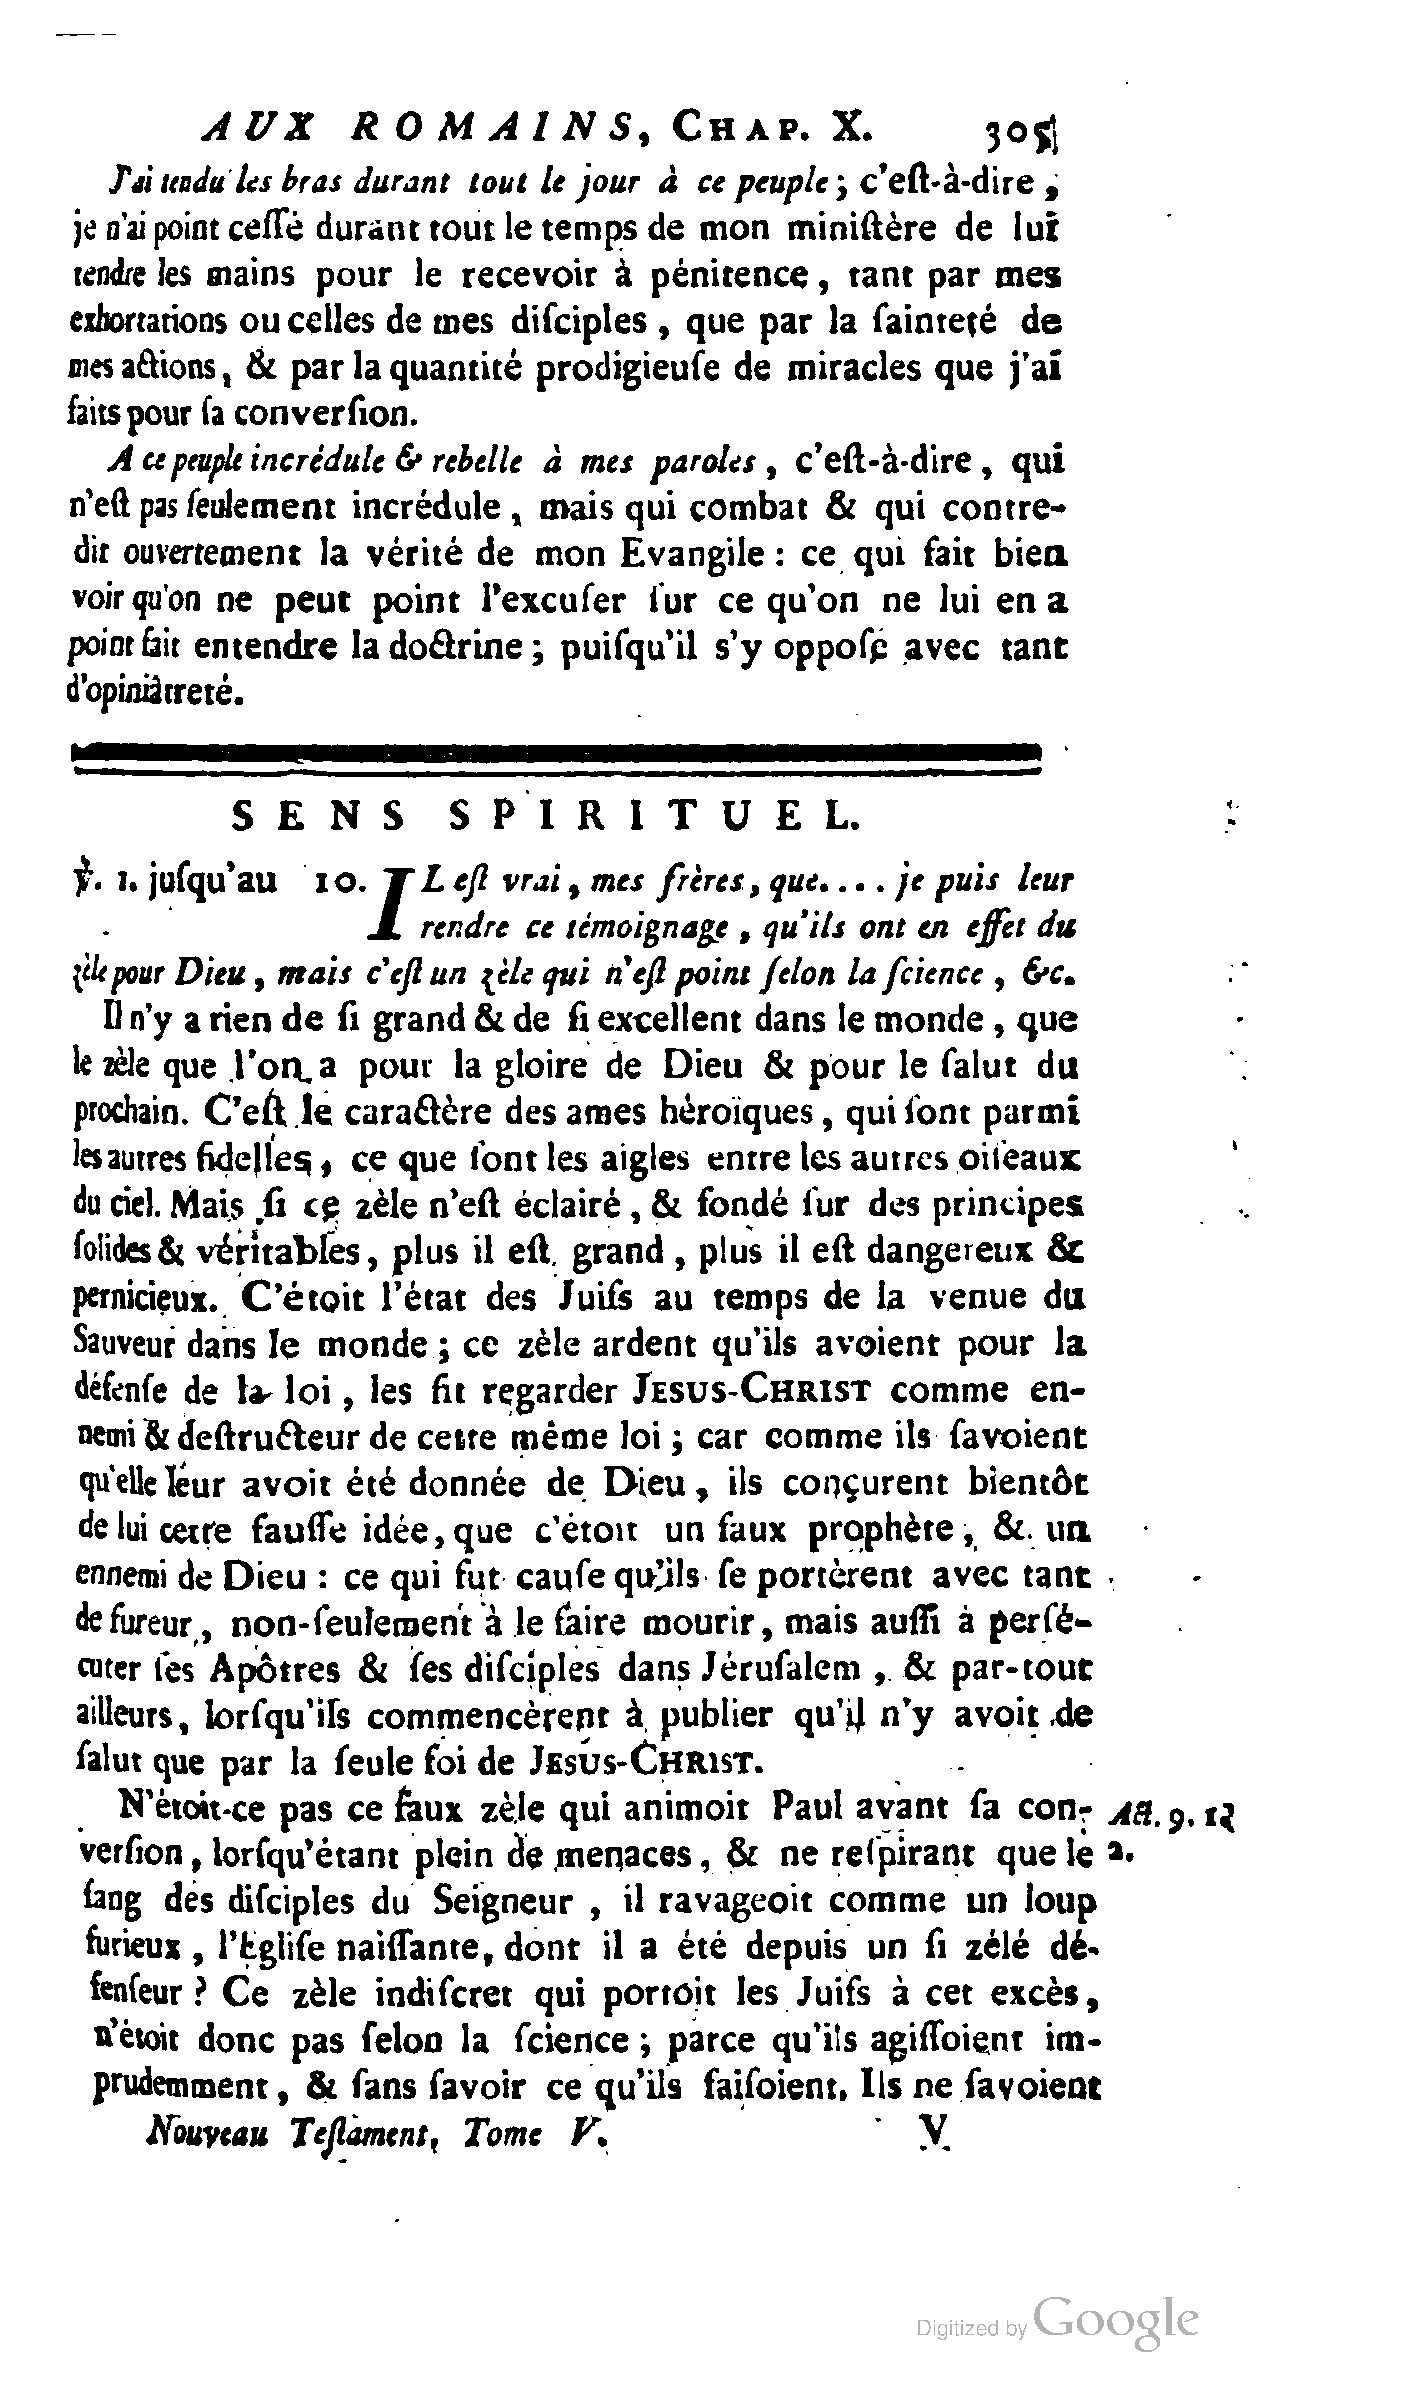 AUX ROMAINS, CHAP. X. 305
J'ai tendu les bras durant tout le jour à ce peuple ; c'eſt-à-dire ,
je n'ai point ceſſé durant tout le temps de mon miniſtère de lui
tendre les mains pour le recevoir à pénitence , tant par mes
exhortations ou celles de mes diſciples , que par la ſainteté de
mes actions, & par la quantité prodigieuſe de miracles que j'ai
faits pour ſa converſion.
A ce peuple incrédule & rebelle à mes paroles , c'eſt-à-dire , qui
n'eſt pas ſeulement incrédule , mais qui combat & qui contre-
dit ouvertement la vérité de mon Evangile : ce qui fait bien
voir qu'on ne peut point l'excuſer ſur ce qu'on ne lui en a
point fait entendre la doctrine ; puiſqu'il s'y oppoſe avec tant
d'opiniâtreté.
SENS SPIRITUEL.
℣. 1. juſqu'au 10. IL eſt vrai , mes frères , que.... je puis leur
rendre ce témoignage , qu'ils ont en effet du
zèle pour Dieu , mais c'eſt un zèle qui n'eſt point ſelon la ſcience , &c.
Il n'y a rien de ſi grand & de ſi excellent dans le monde , que
le zèle que l'on a pour la gloire de Dieu & pour le ſalut du
prochain. C'eſt le caractère des ames héroïques , qui ſont parmi
les autres fidelles , ce que ſont les aigles entre les autres oiſeaux
du ciel. Mais ſi ce zèle n'eſt éclairé , & fondé ſur des principes
ſolides & véritables , plus il eſt grand , plus il eſt dangereux &
pernicieux. C'étoit l'état des Juifs au temps de la venue du
Sauveur dans le monde ; ce zèle ardent qu'ils avoient pour la
défenſe de la loi , les fit regarder JESUS-CHRIST comme en-
nemi & deſtructeur de cette même loi ; car comme ils ſavoient
qu'elle leur avoit été donnée de Dieu , ils conçurent bientôt
de lui cette fauſſe idée, que c'étoit un faux prophète , & un
ennemi de Dieu : ce qui fut cauſe qu'ils ſe portèrent avec tant
de fureur , non-ſeulement à le faire mourir , mais auſſi à perſé-
cuter ſes Apôtres & ſes diſciples dans Jéruſalem , & par-tout
ailleurs , lorſqu'ils commencèrent à publier qu'il n'y avoit de
ſalut que par la ſeule foi de JESUS-CHRIST.
N'étoit-ce pas ce faux zèle qui animoit Paul avant ſa con- Act. 9. 1.
verſion , lorſqu'étant plein de menaces , & ne reſpirant que le 2.
ſang des diſciples du Seigneur , il ravageoit comme un loup
furieux , l'Egliſe naiſſante, dont il a été depuis un ſi zélé dé-
fenſeur ? Ce zèle indiſcret qui portoit les Juifs à cet excès ,
n'étoit donc pas ſelon la ſcience ; parce qu'ils agiſſoient im-
prudemment , & ſans ſavoir ce qu'ils faiſoient. Ils ne ſavoient
Nouveau Teſtament, Tome V. V
Digitized by Google